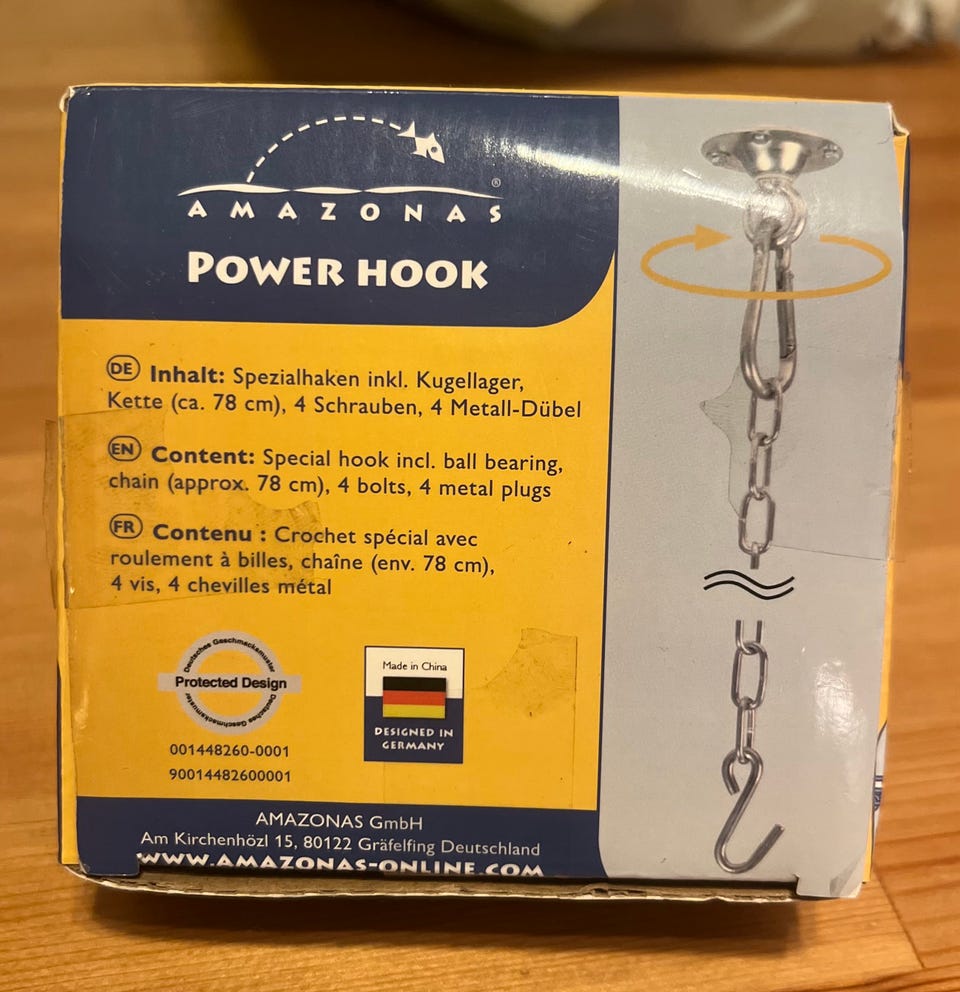 AMAZONAS ®
POWER HOOK
DE Inhalt: Spezialhaken inkl. Kugellager,
Kette (ca. 78 cm), 4 Schrauben, 4 Metall-Dübel
EN Content: Special hook incl. ball bearing,
chain (approx. 78 cm), 4 bolts, 4 metal plugs
FR Contenu : Crochet spécial avec
roulement à billes, chaîne (env. 78 cm),
4 vis, 4 chevilles métal
Deutsches Geschmacksmuster
Protected Design
Deutsches Geschmacksmuster
001448260-0001
90014482600001
Made in China
DESIGNED IN
GERMANY
AMAZONAS GmbH
Am Kirchenhözl 15, 80122 Gräfelfing Deutschland
WWW.AMAZONAS-ONLINE.COM